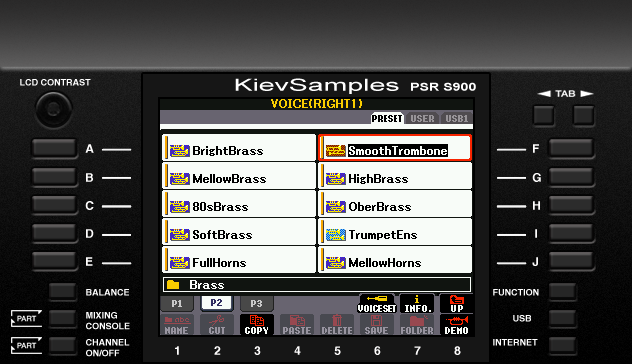 LCD CONTRAST
KievSamples PSR S900
TAB
VOICE(RIGHT1)
PRESET USER USB1
A BrightBrass SmoothTrombone F
B MellowBrass HighBrass G
C 80sBrass OberBrass H
D SoftBrass TrumpetEns I
E FullHorns MellowHorns J
Brass
BALANCE P1 P2 P3 VOICESET INFO. UP FUNCTION
PART MIXING CONSOLE NAME CUT COPY PASTE DELETE SAVE FOLDER DEMO USB
PART CHANNEL ON/OFF INTERNET
1 2 3 4 5 6 7 8